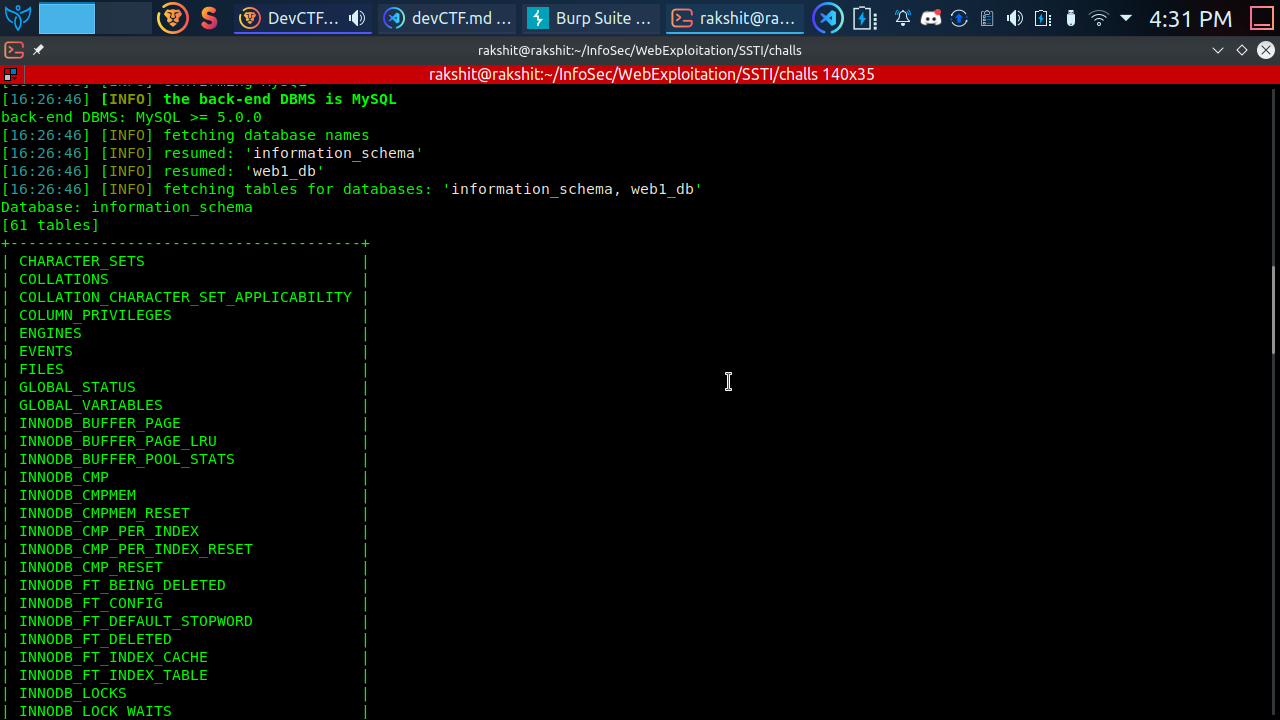 DevCTF...
devCTF.md ...
Burp Suite ...
rakshit@ra...
4:31 PM
rakshit@rakshit:~/InfoSec/WebExploitation/SSTI/challs
rakshit@rakshit:~/InfoSec/WebExploitation/SSTI/challs 140x35
[16:26:46] [INFO] the back-end DBMS is MySQL
back-end DBMS: MySQL >= 5.0.0
[16:26:46] [INFO] fetching database names
[16:26:46] [INFO] resumed: 'information_schema'
[16:26:46] [INFO] resumed: 'web1_db'
[16:26:46] [INFO] fetching tables for databases: 'information_schema, web1_db'
Database: information_schema
[61 tables]
+---------------------------------------+
| CHARACTER_SETS                        |
| COLLATIONS                            |
| COLLATION_CHARACTER_SET_APPLICABILITY |
| COLUMN_PRIVILEGES                     |
| ENGINES                               |
| EVENTS                                |
| FILES                                 |
| GLOBAL_STATUS                         |
| GLOBAL_VARIABLES                      |
| INNODB_BUFFER_PAGE                    |
| INNODB_BUFFER_PAGE_LRU                |
| INNODB_BUFFER_POOL_STATS              |
| INNODB_CMP                            |
| INNODB_CMPMEM                         |
| INNODB_CMPMEM_RESET                   |
| INNODB_CMP_PER_INDEX                  |
| INNODB_CMP_PER_INDEX_RESET            |
| INNODB_CMP_RESET                      |
| INNODB_FT_BEING_DELETED               |
| INNODB_FT_CONFIG                      |
| INNODB_FT_DEFAULT_STOPWORD            |
| INNODB_FT_DELETED                     |
| INNODB_FT_INDEX_CACHE                 |
| INNODB_FT_INDEX_TABLE                 |
| INNODB_LOCKS                          |
| INNODB_LOCK_WAITS                     |